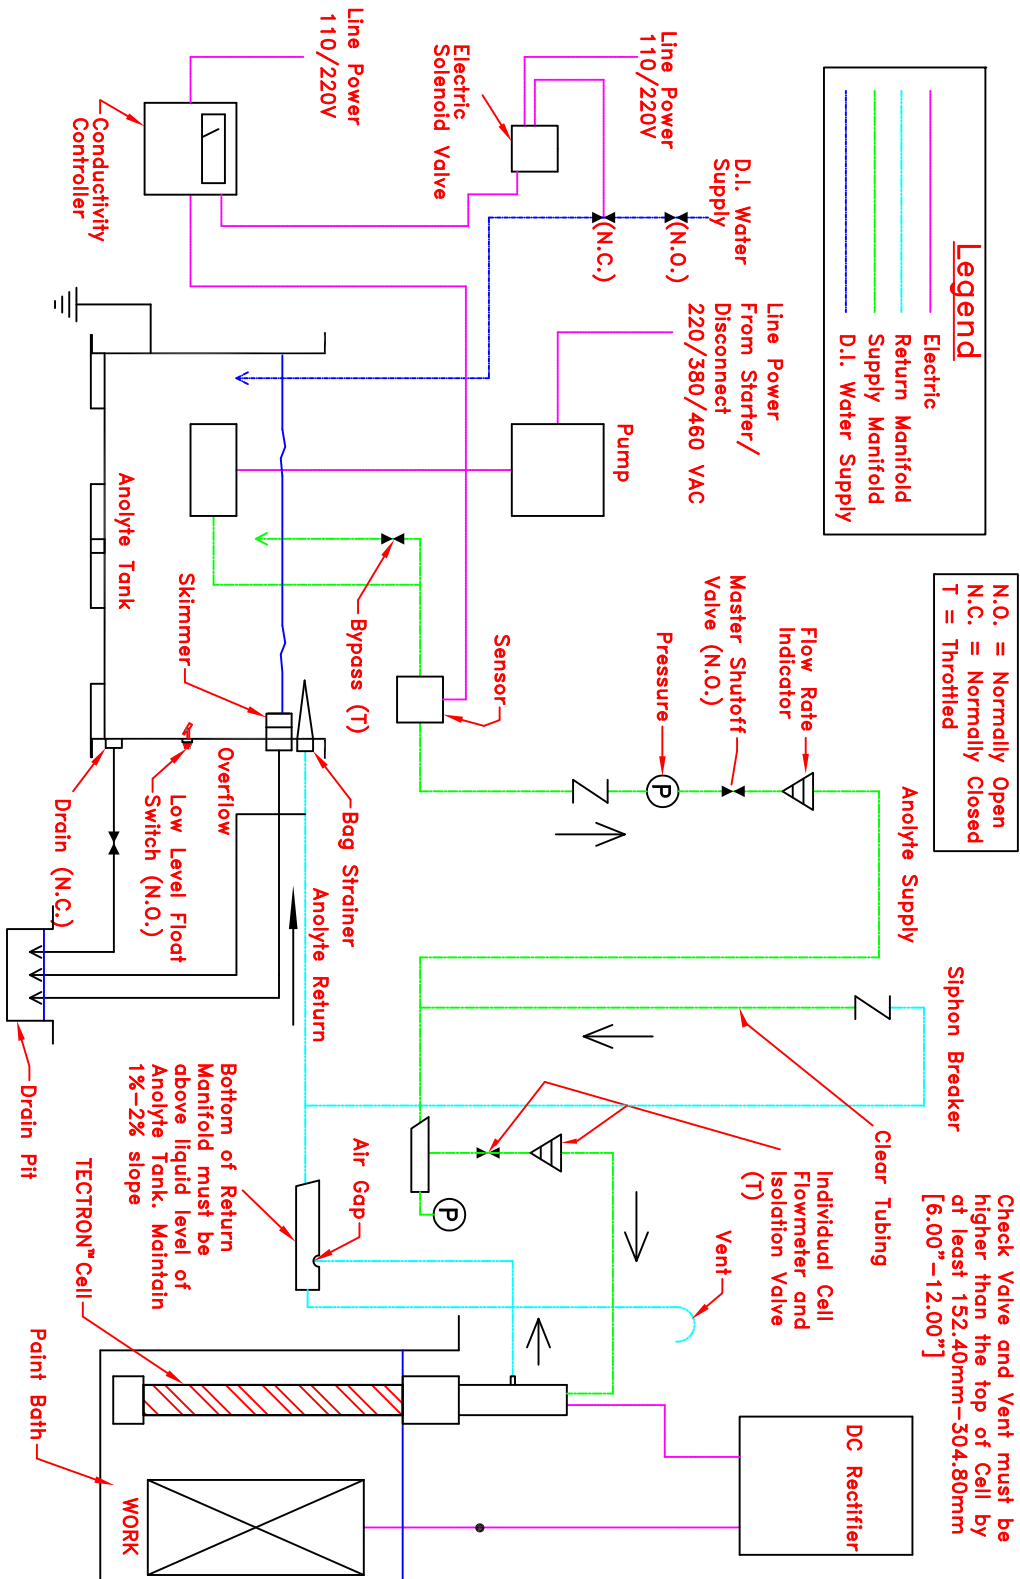 Legend
Electric
Return Manifold
Supply Manifold
D.I. Water Supply
N.O. = Normally Open
N.C. = Normally Closed
T = Throttled
Check Valve and Vent must be
higher than the top of Cell by
at least 152.40mm-304.80mm
[6.00"-12.00"]
Siphon Breaker
Anolyte Supply
Clear Tubing
Flow Rate
Indicator
Master Shutoff
Valve (N.O.)
Pressure
P
Individual Cell
Flowmeter and
Isolation Valve
(T)
Vent
DC Rectifier
Line Power
110/220V
D.I. Water
Supply
(N.O.)
(N.C.)
Line Power
From Starter/
Disconnect
220/380/460 VAC
Pump
Electric
Solenoid Valve
Sensor
Bypass (T)
P
Line Power
110/220V
Conductivity
Controller
Bag Strainer
Anolyte Return
Air Gap
Bottom of Return
Manifold must be
above liquid level of
Anolyte Tank. Maintain
1%-2% slope
Skimmer
Anolyte Tank
Overflow
Low Level Float
Switch (N.O.)
Drain (N.C.)
Drain Pit
TECTRON™ Cell
Paint Bath
WORK